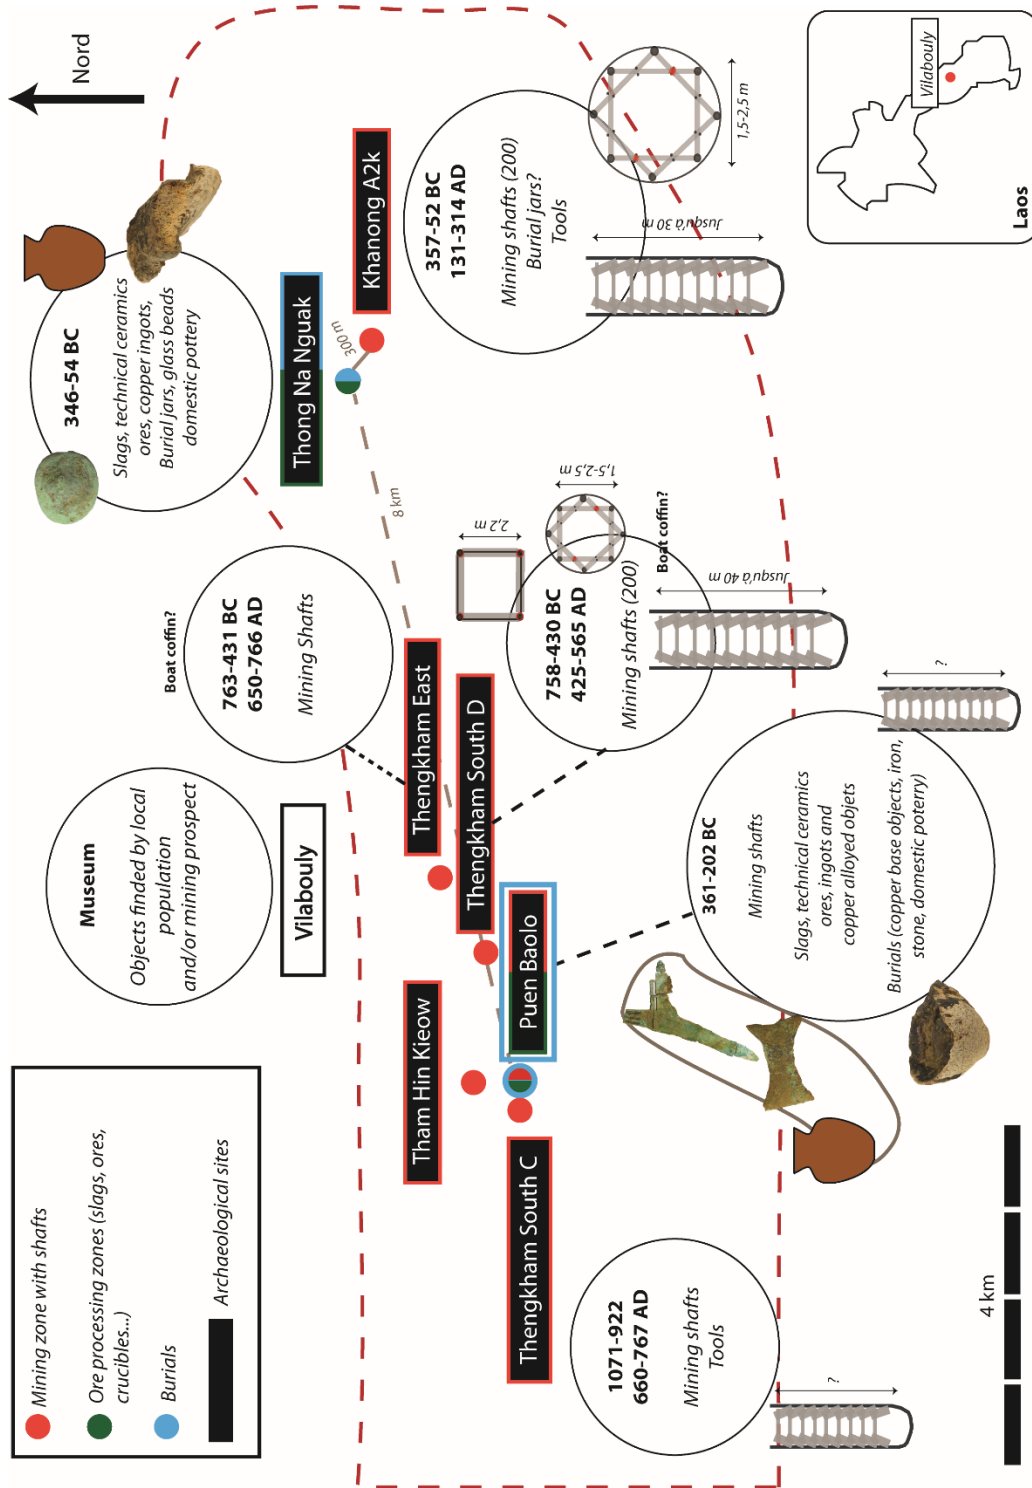 Mining zone with shafts
Ore processing zones (slags, ores,
crucibles...)
Burials
Archaeological sites
Museum
Objects finded by local
population
and/or mining prospect
Vilabouly
Boat coffin?
763-431 BC
650-766 AD
Mining Shafts
346-54 BC
Slags, technical ceramics
ores, copper ingots,
Burial jars, glass beads
domestic pottery
Nord
Thong Na Nguak
Khanong A2k
300 m
8 km
Tham Hin Kieow
Thengkham East
Thengkham South D
Puen Baolo
Thengkham South C
2,2 m
1,5-2,5 m
758-430 BC
425-565 AD
Mining shafts (200)
Boat coffin?
Jusqu'à 40 m
357-52 BC
131-314 AD
Mining shafts (200)
Burial jars?
Tools
1,5-2,5 m
Jusqu'à 30 m
1071-922
660-767 AD
Mining shafts
Tools
?
361-202 BC
Mining shafts
Slags, technical ceramics
ores, ingots and
copper alloyed objets
Burials (copper base objects, iron,
stone, domestic poterry)
?
4 km
Vilabouly
Laos